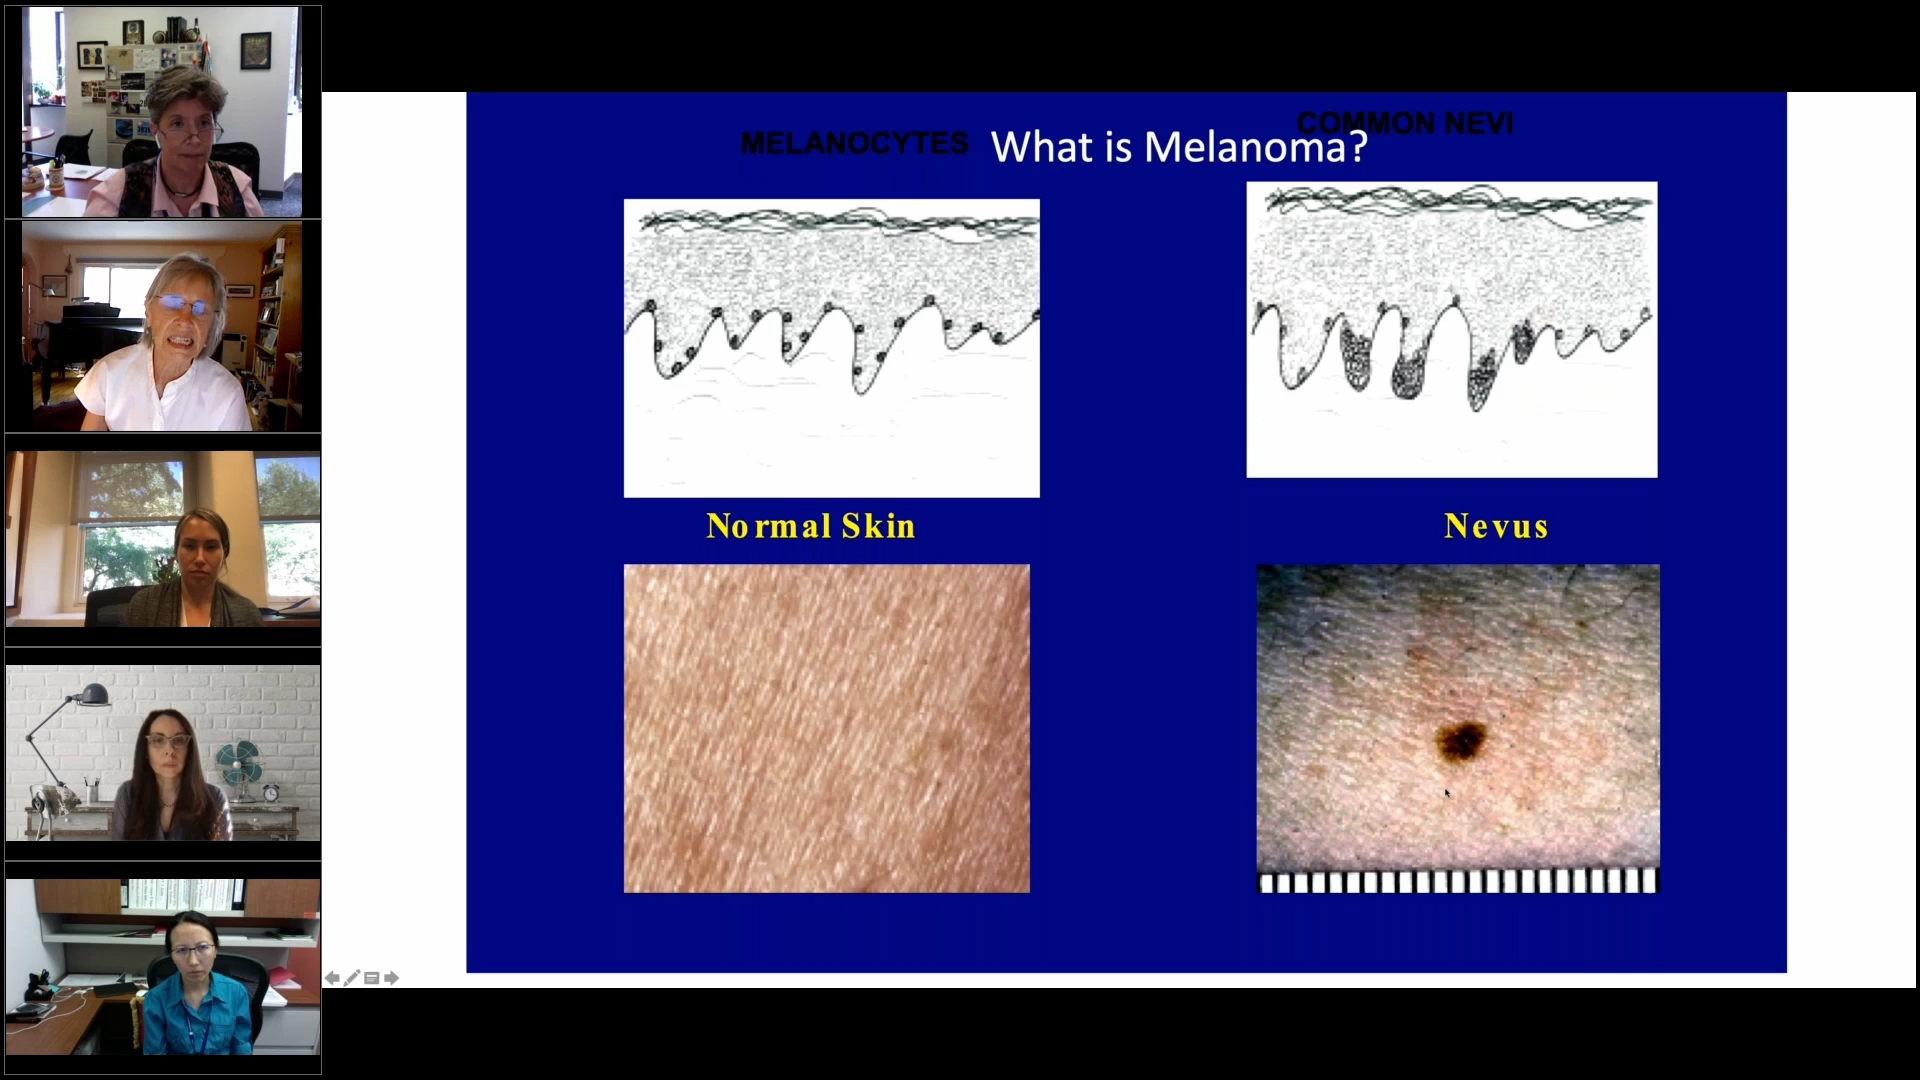 COMMON NEVI
MELANOCYTES
What is Melanoma?
Normal Skin
Nevus